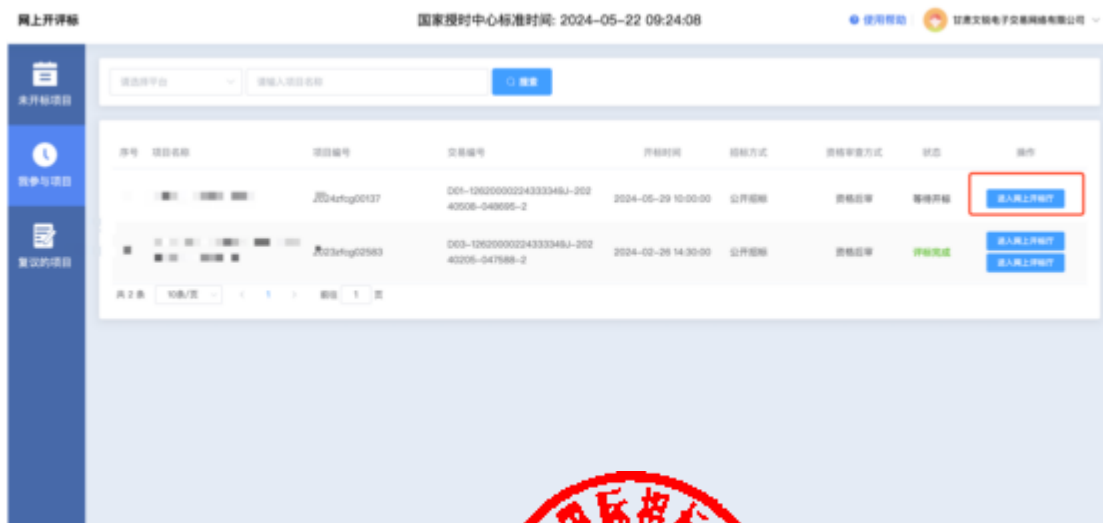 网上开评标
国家授时中心标准时间: 2024-05-22 09:24:08
使用帮助
甘肃文锐电子交易网络有限公司
未开标项目
我参与项目
复议的项目
请选择平台
请输入项目名称
搜索
序号 项目名称 项目编号 交易编号 开标时间 招标方式 资格审查方式 状态 操作
2024zfcg00137 D01-12620000224333349J-202 2024-05-29 10:00:00 公开招标 资格后审 等待开标 进入网上开标厅
40508-048695-2
2023zfcg02563 D03-12620000224333349J-202 2024-02-26 14:30:00 公开招标 资格后审 评标完成 进入网上开标厅
40205-047588-2 进入网上评标厅
共 2 条 10条/页 1 前往 1 页